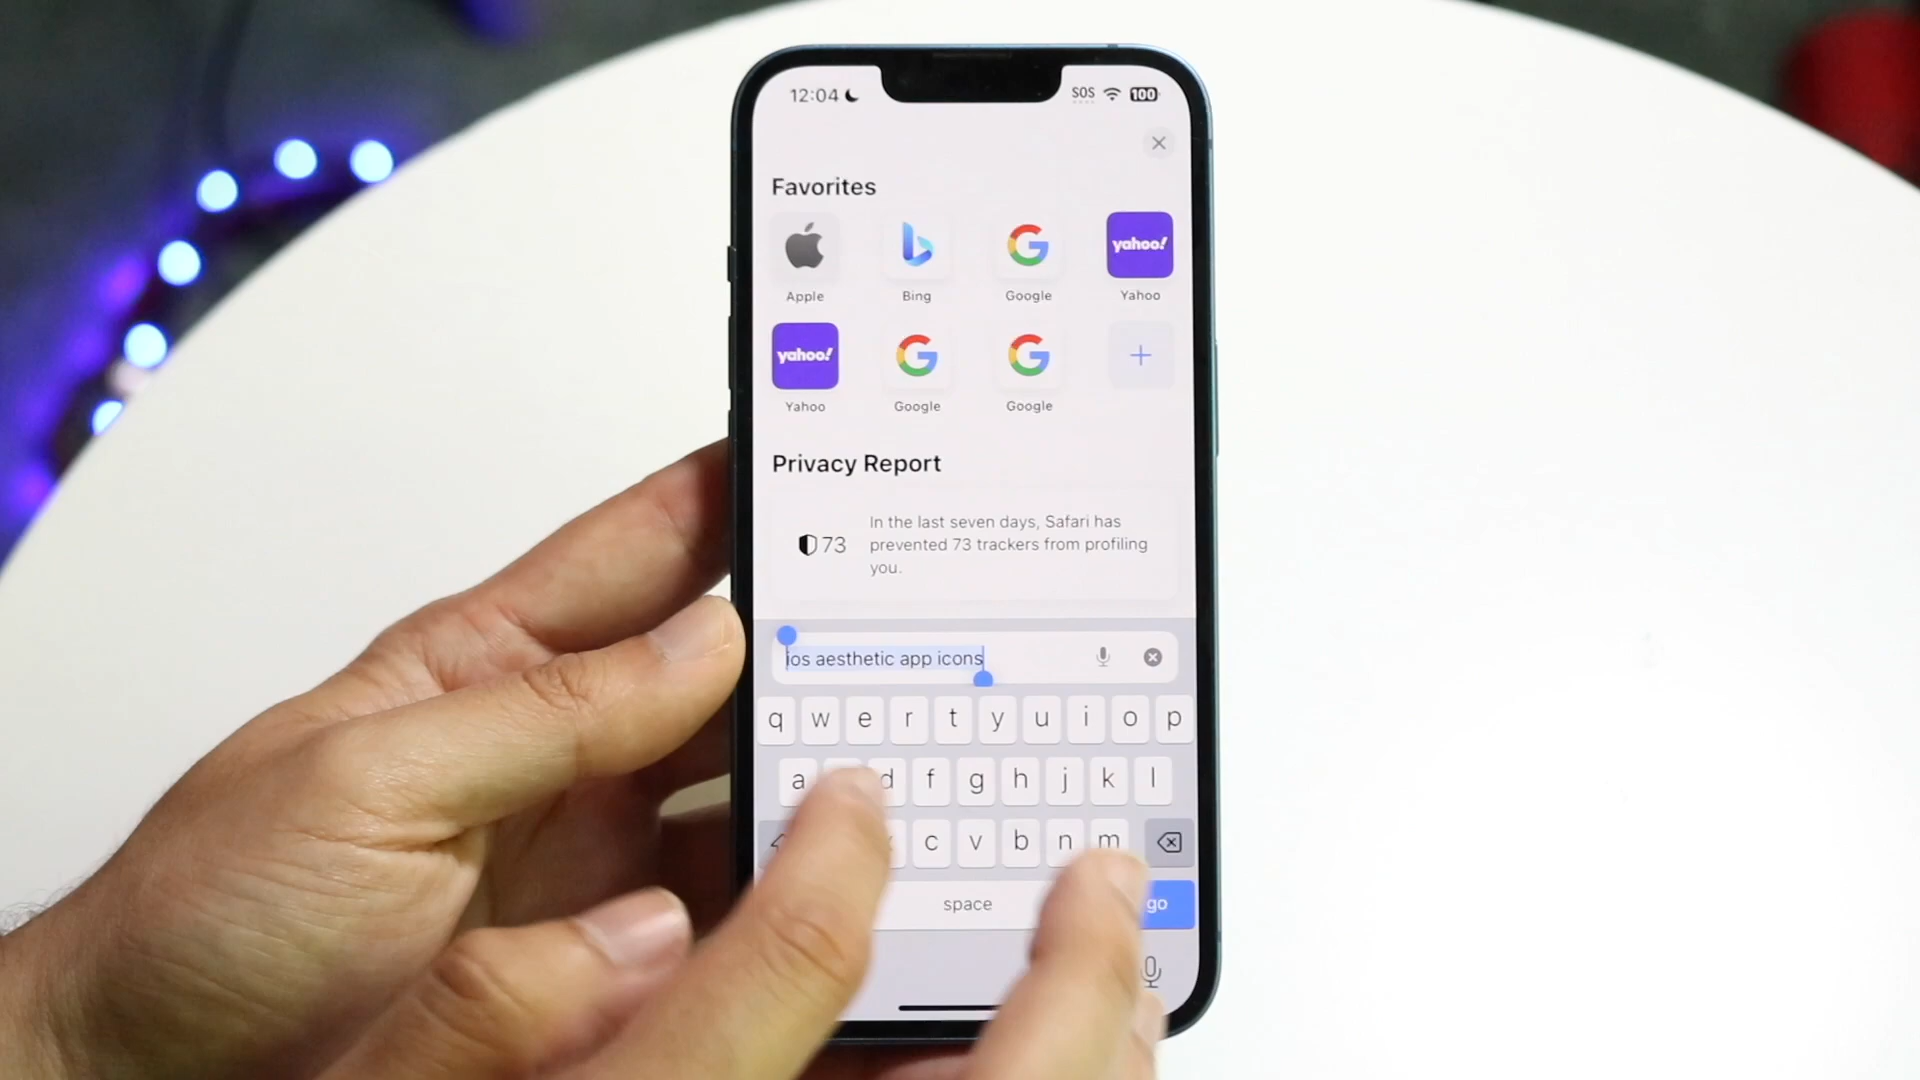 12:04
SOS
100
Favorites
yahoo!
Apple
Bing
Google
Yahoo
yahoo!
Yahoo
Google
Google
Privacy Report
73
In the last seven days, Safari has
prevented 73 trackers from profiling
you.
ios aesthetic app icons
q w e r t y u i o p
a d f g h j k l
c v b n m
space
go